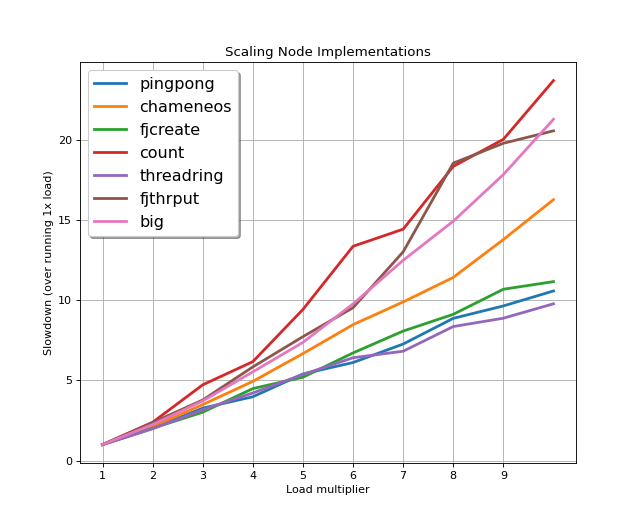 Scaling Node Implementations
pingpong
chameneos
fjcreate
count
threadring
fjthrput
big
Slowdown (over running 1x load)
20
15
10
5
0
1 2 3 4 5 6 7 8 9
Load multiplier